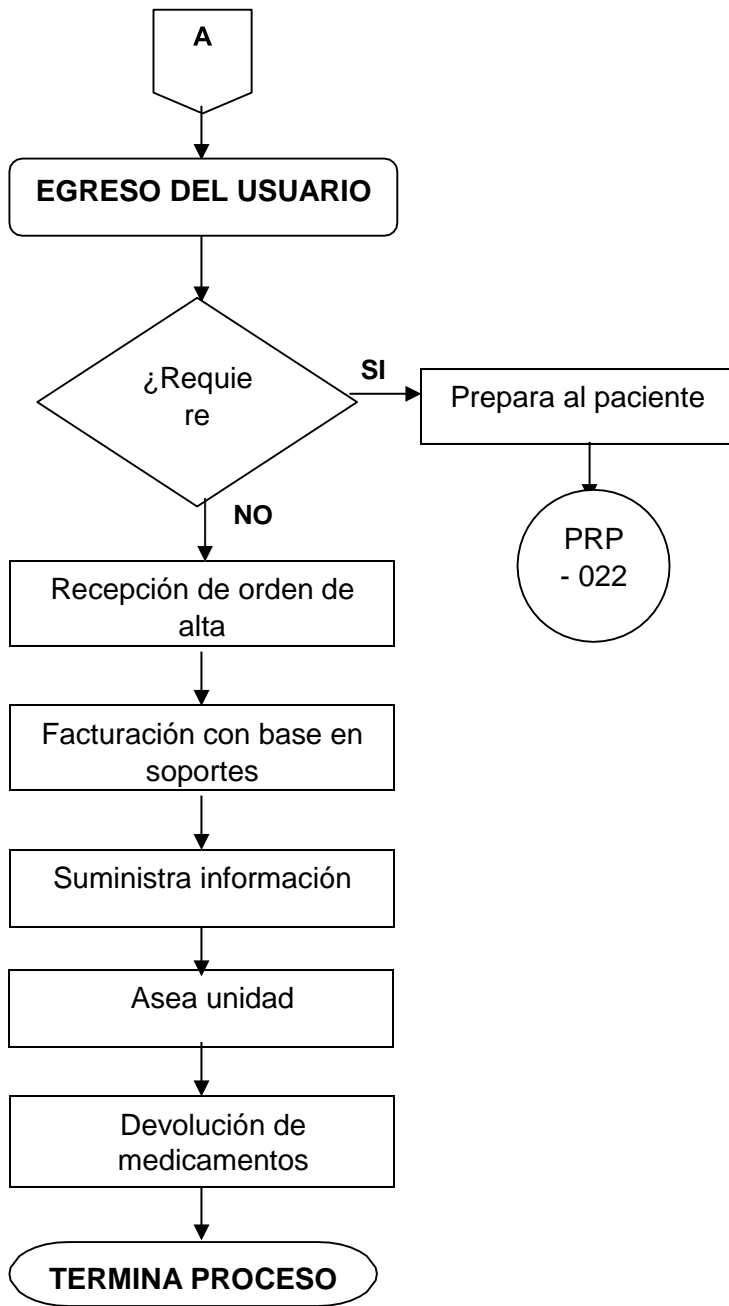 A
EGRESO DEL USUARIO
¿Requie
re
SI
Prepara al paciente
NO
PRP
- 022
Recepción de orden de
alta
Facturación con base en
soportes
Suministra información
Asea unidad
Devolución de
medicamentos
TERMINA PROCESO